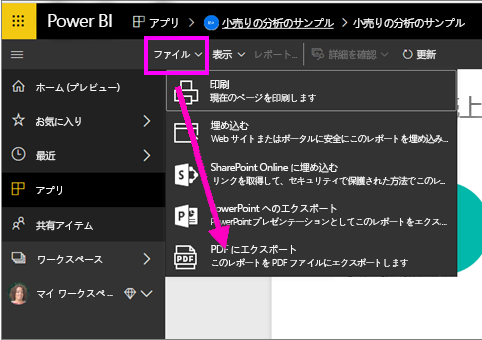 Power BI アプリ 小売りの分析のサンプル 小売りの分析のサンプル
ファイル 表示 レポート... 詳細を確認 更新
ホーム (プレビュー)
お気に入り
最近
アプリ
共有アイテム
ワークスペース
マイ ワークスペ...
印刷
現在のページを印刷します
埋め込む
Web サイトまたはポータルに安全にこのレポートを埋め込み...
SharePoint Online に埋め込む
リンクを取得して、セキュリティで保護された方法でこのレ...
PowerPoint へのエクスポート
PowerPoint プレゼンテーションとしてこのレポートをエクス...
PDF にエクスポート
このレポートを PDF ファイルにエクスポートします
上